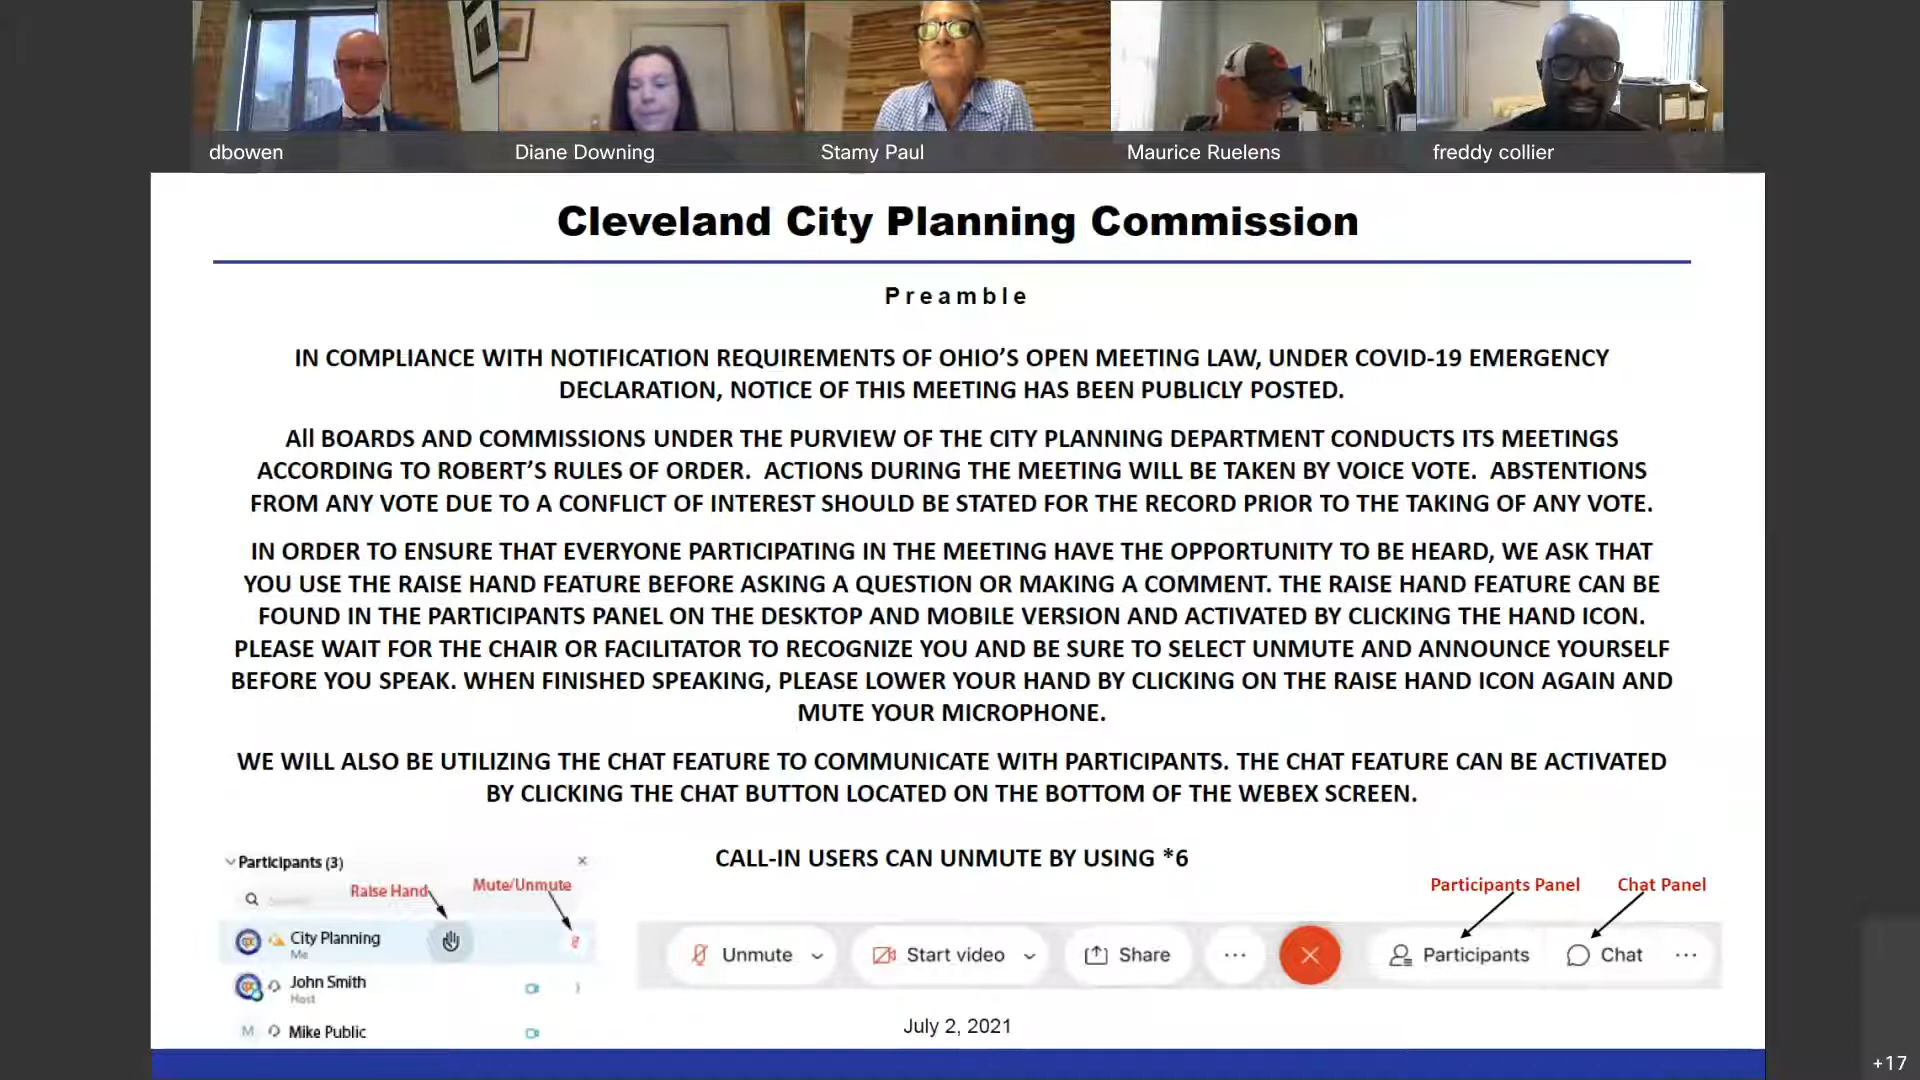 dbowen
Diane Downing
Stamy Paul
Maurice Ruelens
freddy collier
Cleveland City Planning Commission
Preamble
IN COMPLIANCE WITH NOTIFICATION REQUIREMENTS OF OHIO'S OPEN MEETING LAW, UNDER COVID-19 EMERGENCY
DECLARATION, NOTICE OF THIS MEETING HAS BEEN PUBLICLY POSTED.
All BOARDS AND COMMISSIONS UNDER THE PURVIEW OF THE CITY PLANNING DEPARTMENT CONDUCTS ITS MEETINGS
ACCORDING TO ROBERT'S RULES OF ORDER. ACTIONS DURING THE MEETING WILL BE TAKEN BY VOICE VOTE. ABSTENTIONS
FROM ANY VOTE DUE TO A CONFLICT OF INTEREST SHOULD BE STATED FOR THE RECORD PRIOR TO THE TAKING OF ANY VOTE.
IN ORDER TO ENSURE THAT EVERYONE PARTICIPATING IN THE MEETING HAVE THE OPPORTUNITY TO BE HEARD, WE ASK THAT
YOU USE THE RAISE HAND FEATURE BEFORE ASKING A QUESTION OR MAKING A COMMENT. THE RAISE HAND FEATURE CAN BE
FOUND IN THE PARTICIPANTS PANEL ON THE DESKTOP AND MOBILE VERSION AND ACTIVATED BY CLICKING THE HAND ICON.
PLEASE WAIT FOR THE CHAIR OR FACILITATOR TO RECOGNIZE YOU AND BE SURE TO SELECT UNMUTE AND ANNOUNCE YOURSELF
BEFORE YOU SPEAK. WHEN FINISHED SPEAKING, PLEASE LOWER YOUR HAND BY CLICKING ON THE RAISE HAND ICON AGAIN AND
MUTE YOUR MICROPHONE.
WE WILL ALSO BE UTILIZING THE CHAT FEATURE TO COMMUNICATE WITH PARTICIPANTS. THE CHAT FEATURE CAN BE ACTIVATED
BY CLICKING THE CHAT BUTTON LOCATED ON THE BOTTOM OF THE WEBEX SCREEN.
CALL-IN USERS CAN UNMUTE BY USING *6
Participants (3)
Raise Hand
Mute/Unmute
City Planning
Me
John Smith
Host
M Mike Public
Participants Panel
Chat Panel
Unmute
Start video
Share
Participants
Chat
July 2, 2021
+17